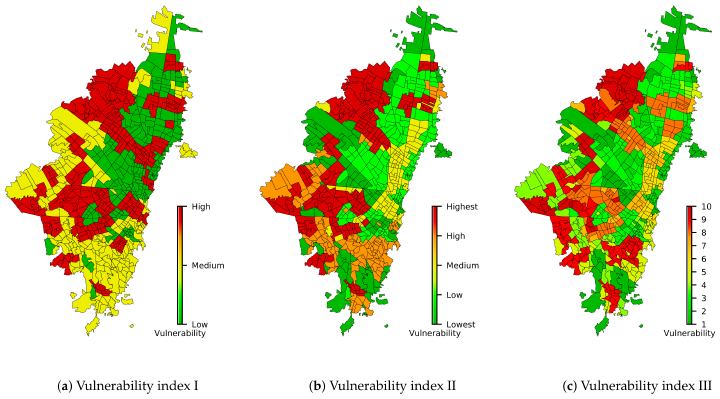 High
Medium
Low
Vulnerability
Highest
High
Medium
Low
Lowest
Vulnerability
10
9
8
7
6
5
4
3
2
1
Vulnerability
(a) Vulnerability index I
(b) Vulnerability index II
(c) Vulnerability index III